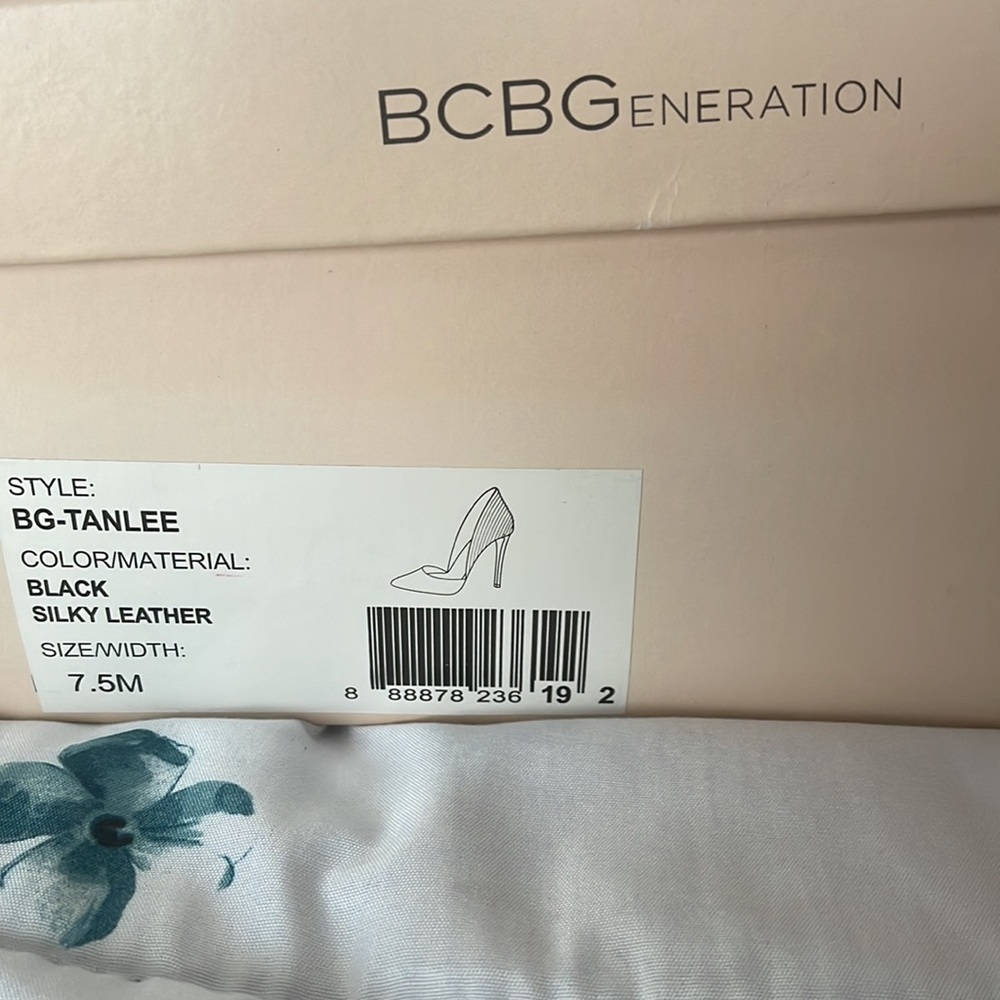 BCBGENERATION
STYLE:
BG-TANLEE
COLOR/MATERIAL:
BLACK
SILKY LEATHER
SIZE/WIDTH:
7.5M
8 88878 236 19 2